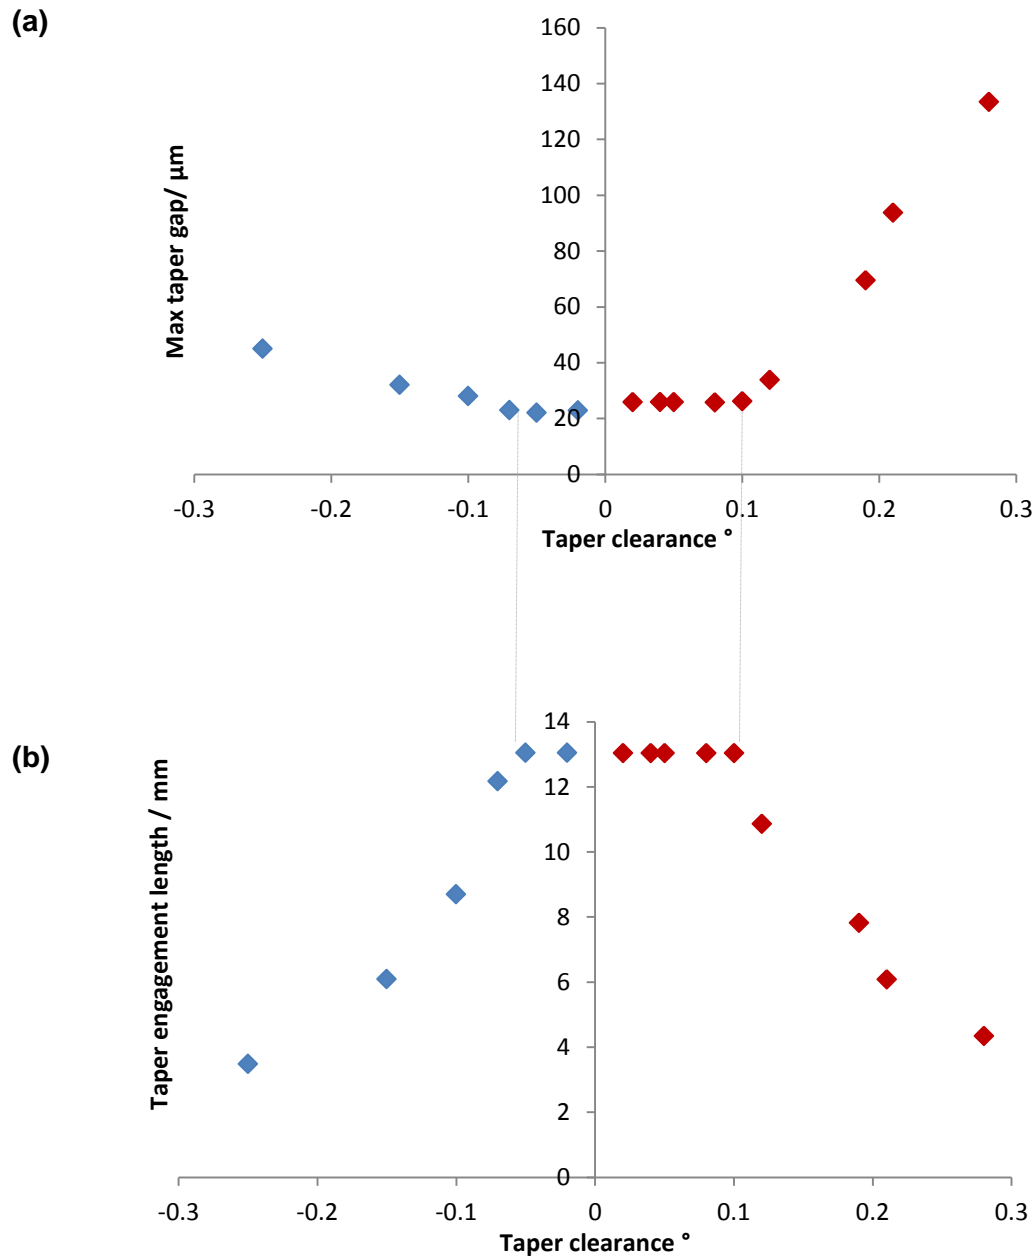 (a)
Max taper gap/ µm
160
140
120
100
80
60
40
20
0
-0.3 -0.2 -0.1 0 0.1 0.2 0.3
Taper clearance °
(b)
Taper engagement length / mm
14
12
10
8
6
4
2
0
-0.3 -0.2 -0.1 0 0.1 0.2 0.3
Taper clearance °